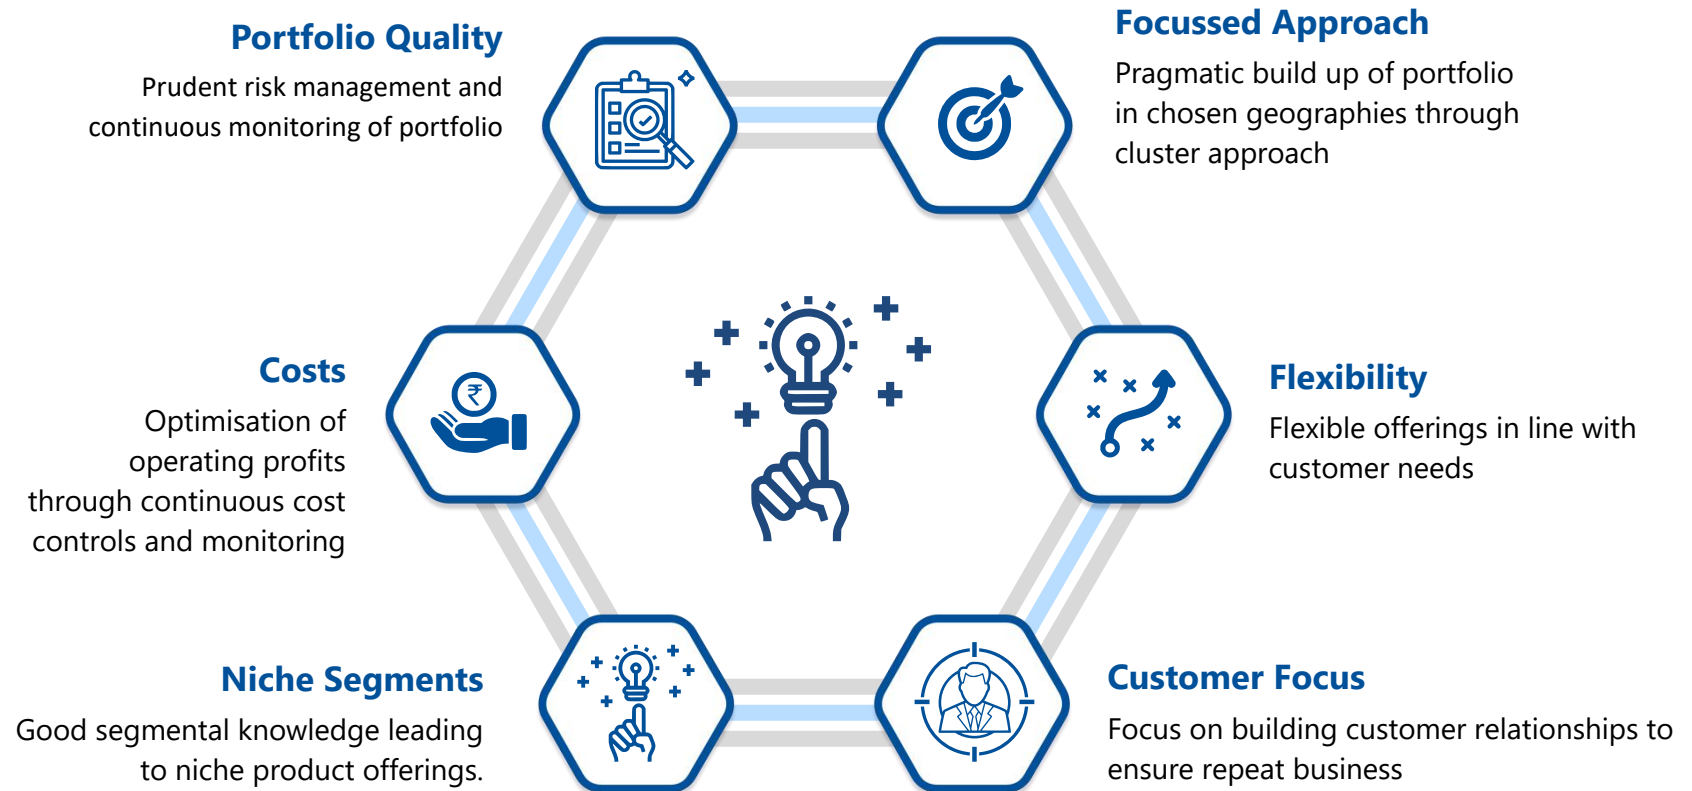 Portfolio Quality
Prudent risk management and
continuous monitoring of portfolio
Focussed Approach
Pragmatic build up of portfolio
in chosen geographies through
cluster approach
Costs
Optimisation of
operating profits
through continuous cost
controls and monitoring
₹
Flexibility
Flexible offerings in line with
customer needs
Niche Segments
Good segmental knowledge leading
to niche product offerings.
Customer Focus
Focus on building customer relationships to
ensure repeat business